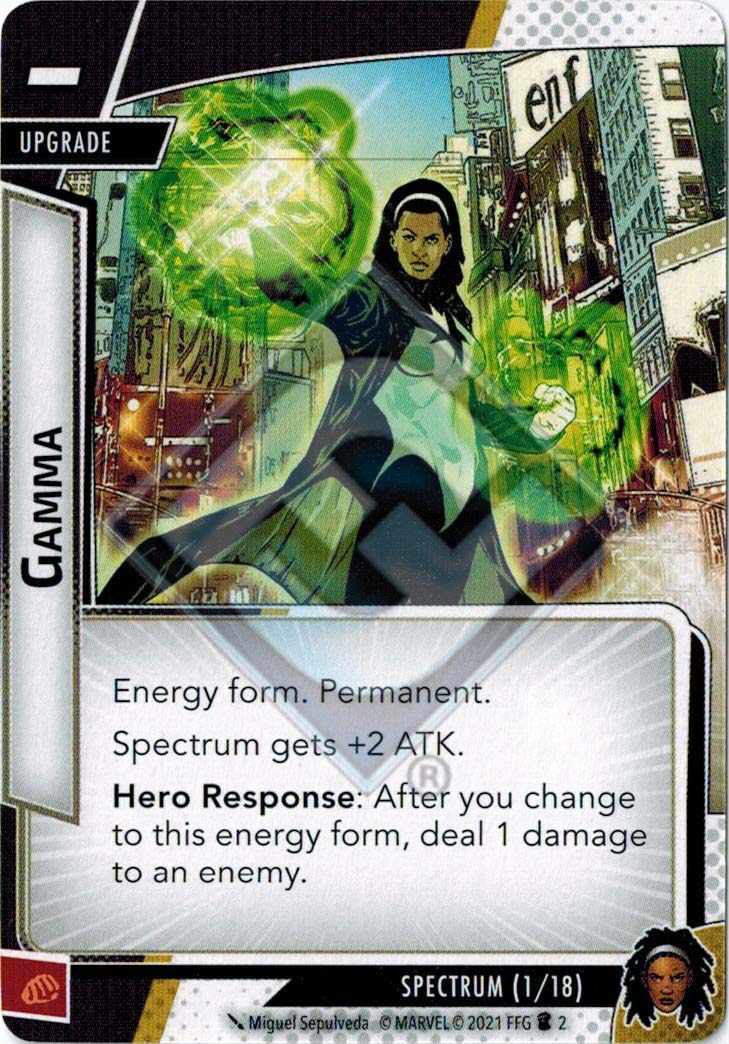 UPGRADE
enf
GAMMA
Energy form. Permanent.
Spectrum gets +2 ATK.
Hero Response: After you change
to this energy form, deal 1 damage
to an enemy.
®
SPECTRUM (1/18)
Miguel Sepulveda © MARVEL © 2021 FFG 2